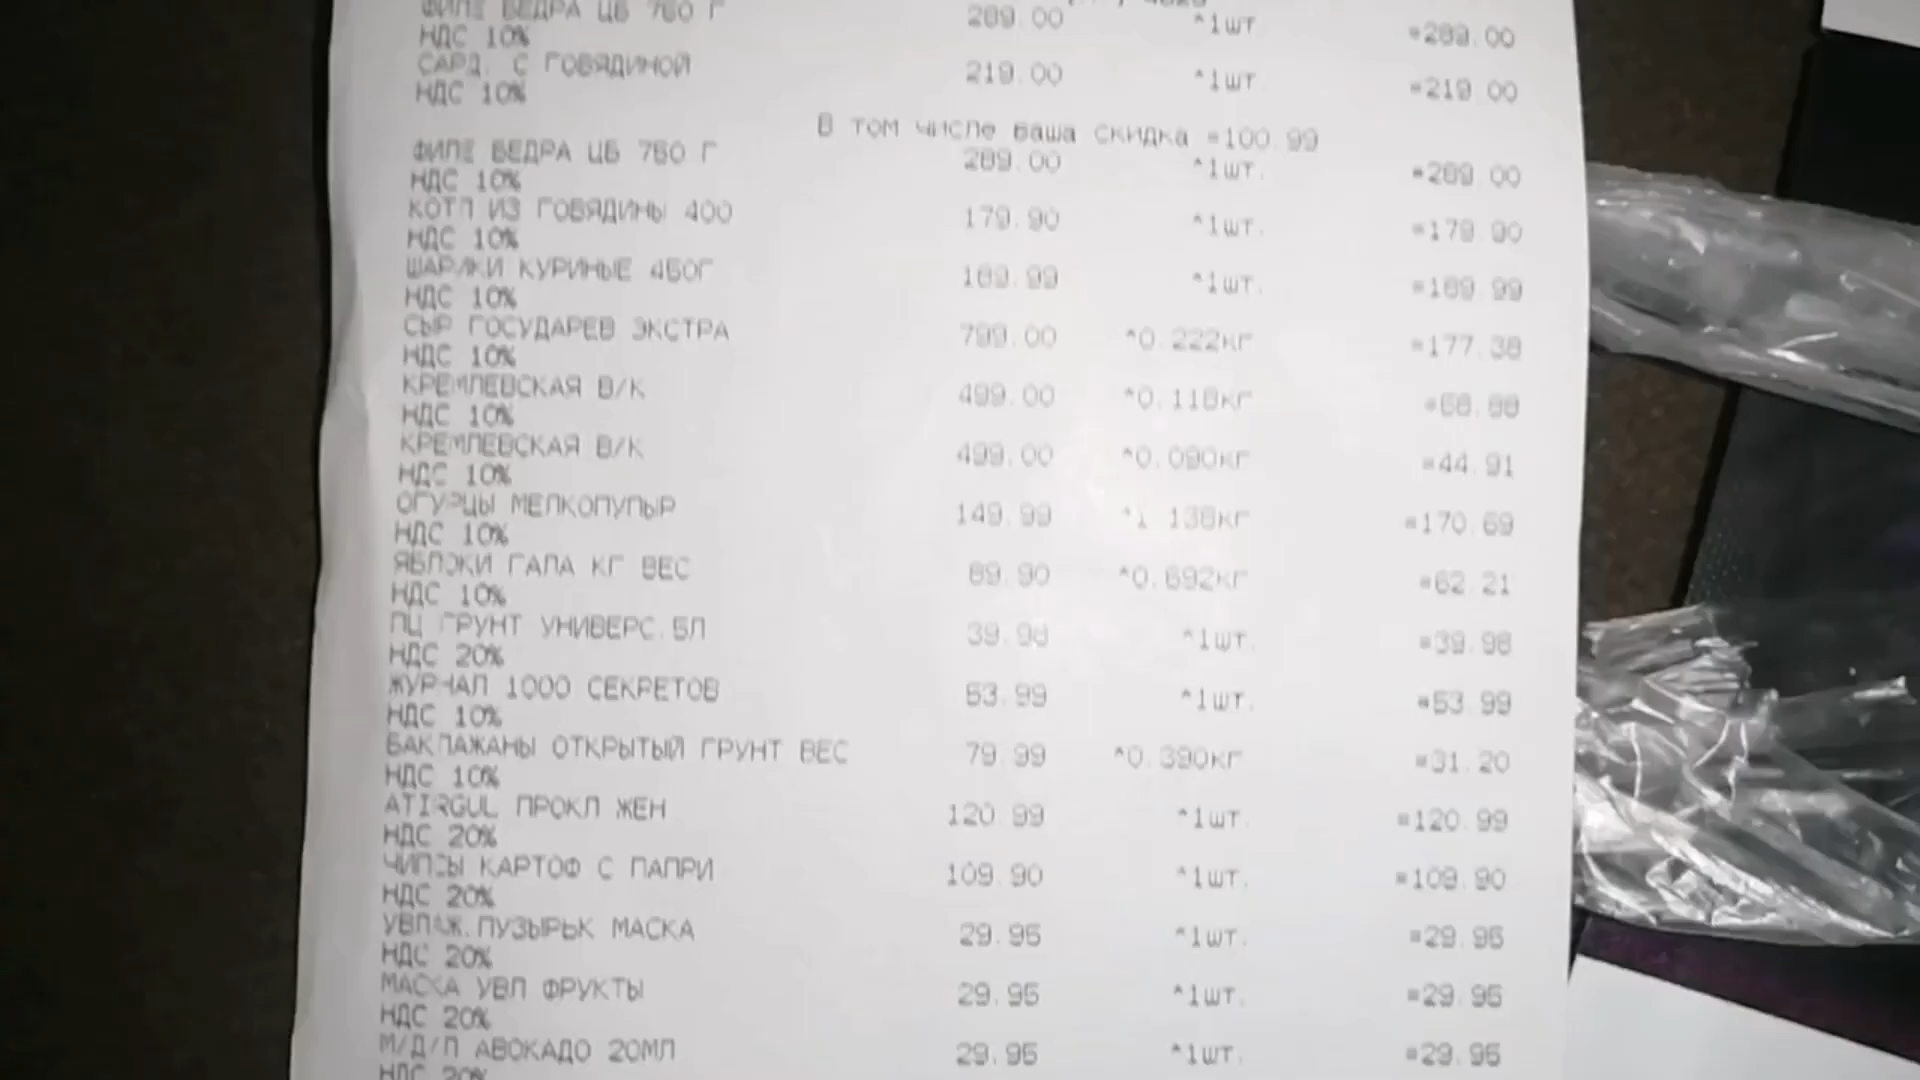 ФИЛЕ БЕДРА ЦБ 750 Г 289.00 *1шт =289.00
НДС 10%
САРД. С ГОВЯДИНОЙ 219.00 *1шт =219.00
НДС 10%
В том числе ваша скидка =100.99
ФИЛЕ БЕДРА ЦБ 750 Г 289.00 *1шт. =289.00
НДС 10%
КОТЛ ИЗ ГОВЯДИНЫ 400 179.90 *1шт. =179.90
НДС 10%
КУРИНЫЕ 450Г *1шт.
НДС 10%
СЫР ГОСУДАРЕВ ЭКСТРА 799.00 *0.222кг =177.38
НДС 10%
КРЕМЛЕВСКАЯ В/К 499.00 *0.118кг =58.88
НДС 10%
КРЕМЛЕВСКАЯ В/К 499.00 *0.090кг =44.91
НДС 10%
ОГУРЦЫ МЕЛКОПУПЫР 149.99 *1.138кг =170.69
НДС 10%
ЯБЛОКИ ГАЛА КГ ВЕС 89.90 *0.692кг =62.21
НДС 10%
ПЦ ГРУНТ УНИВЕРС.5Л 39.98 *1шт. =39.98
НДС 20%
ЖУРНАЛ 1000 СЕКРЕТОВ 53.99 *1шт. =53.99
НДС 10%
БАКЛАЖАНЫ ОТКРЫТЫЙ ГРУНТ ВЕС 79.99 *0.390кг =31.20
НДС 10%
ATIRGUL ПРОКЛ ЖЕН 120.99 *1шт. =120.99
НДС 20%
ЧИПСЫ КАРТОФ С ПАПРИ 109.90 *1шт. =109.90
НДС 20%
УВЛАЖ.ПУЗЫРЬК МАСКА 29.95 *1шт. =29.95
НДС 20%
МАСКА УВЛ ФРУКТЫ 29.95 *1шт. =29.95
НДС 20%
М/Д/Л АВОКАДО 20МЛ 29.95 *1шт. =29.95
НДС 20%